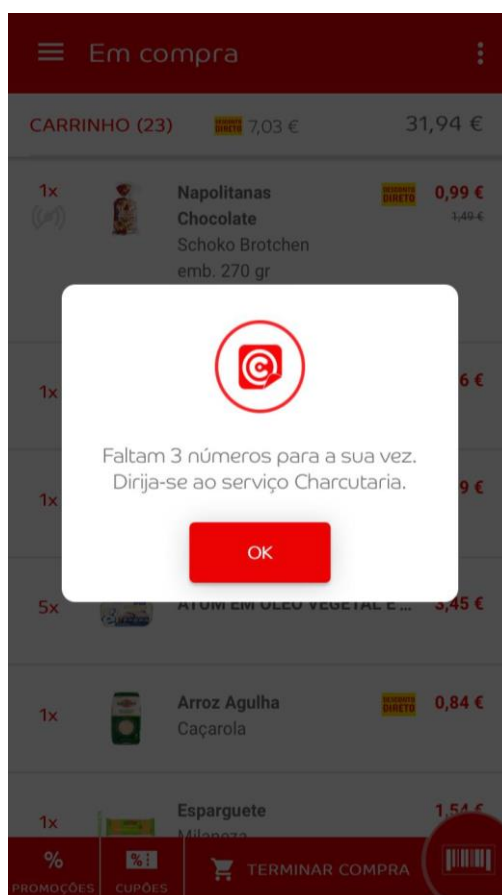 Em compra
CARRINHO (23) DESCONTO DIRETO 7,03 € 31,94 €
1x Napolitanas Chocolate DESCONTO DIRETO 0,99 €
1,49 €
Schoko Brotchen
emb. 270 gr
1x 6 €
Faltam 3 números para a sua vez.
Dirija-se ao serviço Charcutaria.
1x 9 €
OK
5x ATUM EM ÓLEO VEGETAL E ... 3,45 €
1x Arroz Agulha DESCONTO DIRETO 0,84 €
Caçarola
1x Esparguete 1,54 €
Milaneza
% PROMOÇÕES
% CUPÕES
TERMINAR COMPRA